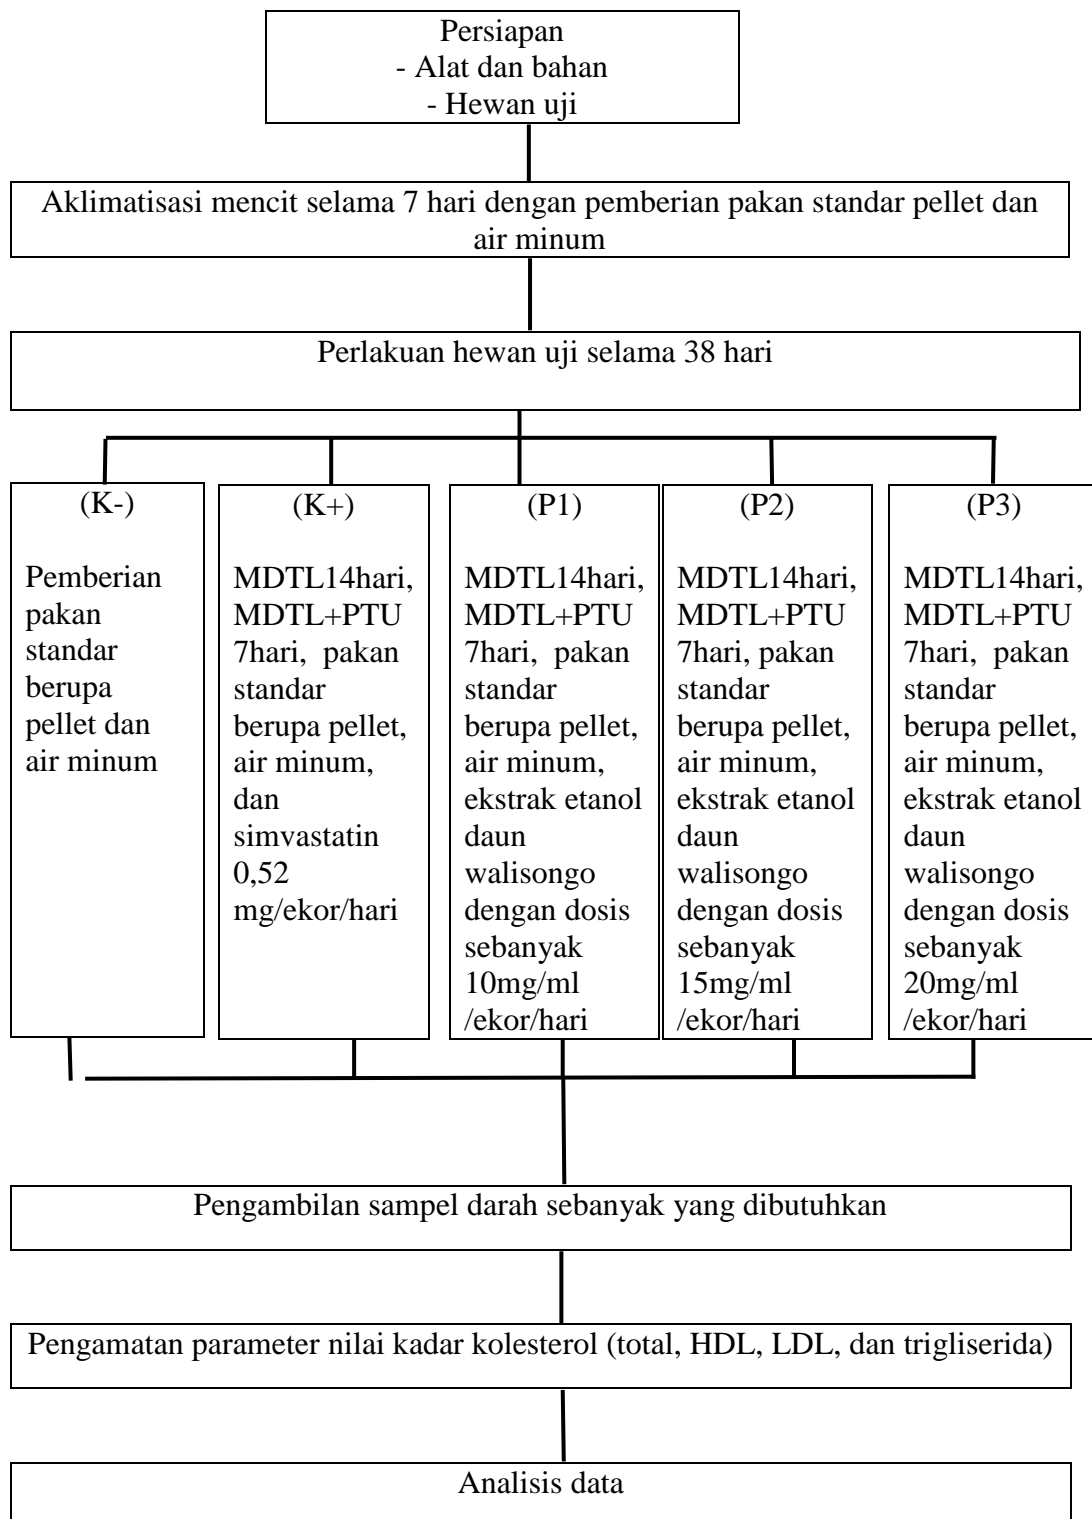 Persiapan
- Alat dan bahan
- Hewan uji
Aklimatisasi mencit selama 7 hari dengan pemberian pakan standar pellet dan
air minum
Perlakuan hewan uji selama 38 hari
(K-)
Pemberian
pakan
standar
berupa
pellet dan
air minum
(K+)
MDTL14hari,
MDTL+PTU
7hari, pakan
standar
berupa pellet,
air minum,
dan
simvastatin
0,52
mg/ekor/hari
(P1)
MDTL14hari,
MDTL+PTU
7hari, pakan
standar
berupa pellet,
air minum,
ekstrak etanol
daun
walisongo
dengan dosis
sebanyak
10mg/ml
/ekor/hari
(P2)
MDTL14hari,
MDTL+PTU
7hari, pakan
standar
berupa pellet,
air minum,
ekstrak etanol
daun
walisongo
dengan dosis
sebanyak
15mg/ml
/ekor/hari
(P3)
MDTL14hari,
MDTL+PTU
7hari, pakan
standar
berupa pellet,
air minum,
ekstrak etanol
daun
walisongo
dengan dosis
sebanyak
20mg/ml
/ekor/hari
Pengambilan sampel darah sebanyak yang dibutuhkan
Pengamatan parameter nilai kadar kolesterol (total, HDL, LDL, dan trigliserida)
Analisis data